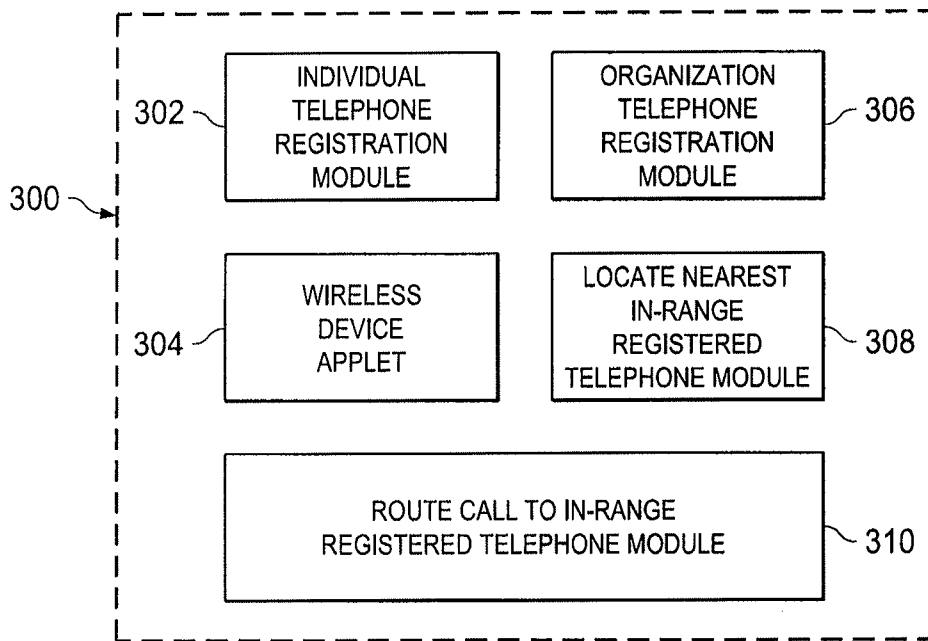 INDIVIDUAL
TELEPHONE
REGISTRATION
MODULE
302
ORGANIZATION
TELEPHONE
REGISTRATION
MODULE
306
300
WIRELESS
DEVICE
APPLET
304
LOCATE NEAREST
IN-RANGE
REGISTERED
TELEPHONE MODULE
308
ROUTE CALL TO IN-RANGE
REGISTERED TELEPHONE MODULE
310